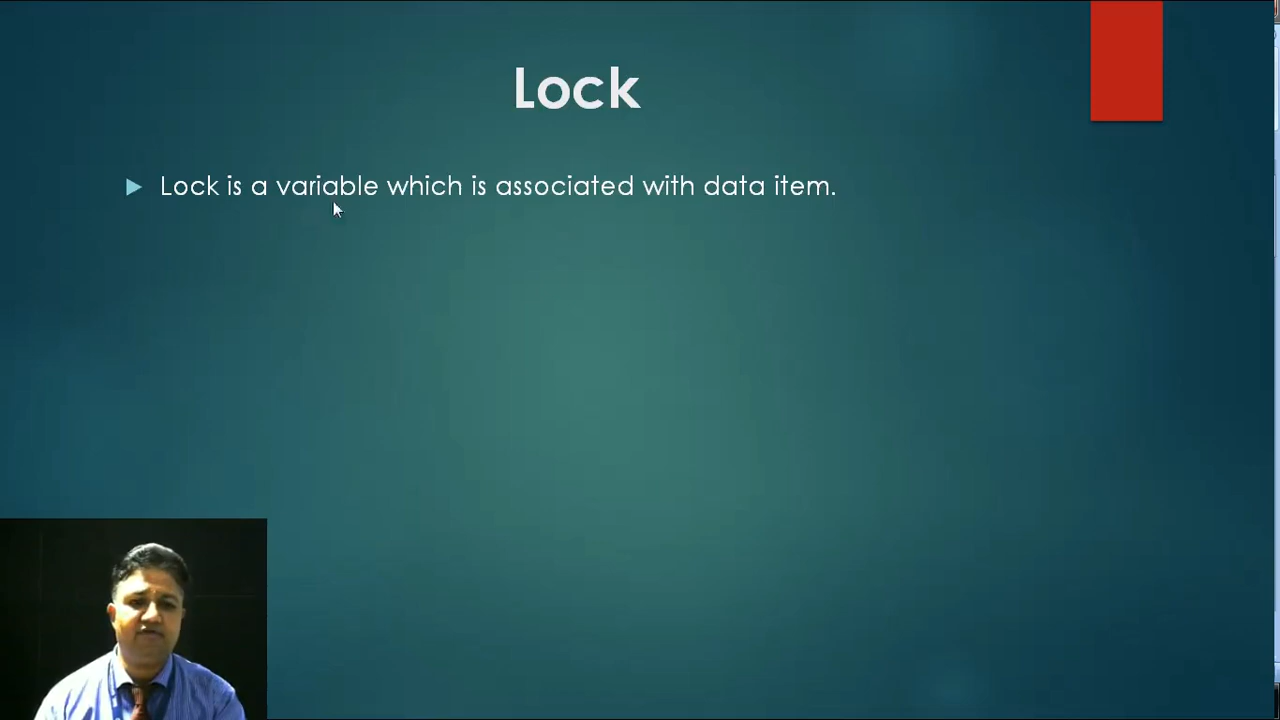 Lock
Lock is a variable which is associated with data item.